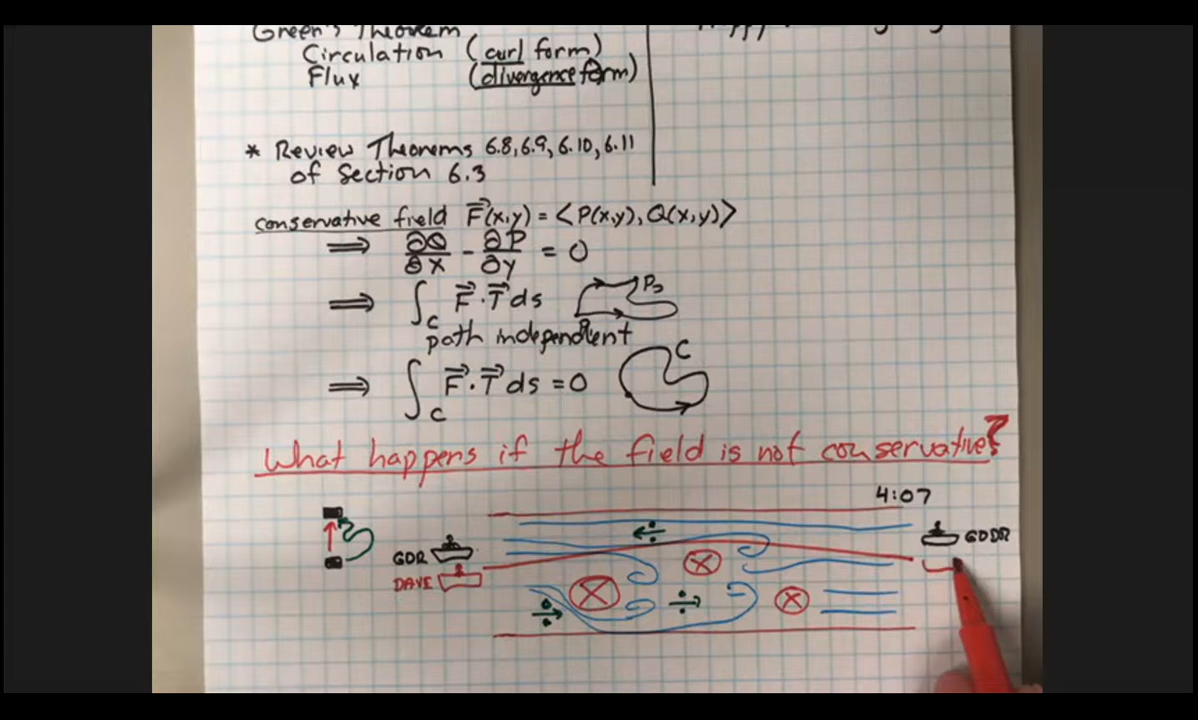 Green's Theorem
Circulation (curl form)
Flux (divergence form)
* Review Theorems 6.8, 6.9, 6.10, 6.11
of Section 6.3
conservative field F⃗(x,y) = <P(x,y), Q(x,y)>
⟹ ∂Q/∂x - ∂P/∂y = 0
⟹ ∫_C F⃗·T⃗ ds
path independent
⟹ ∫_C F⃗·T⃗ ds = 0 C
What happens if the field is not conservative?
4:07
GDR
DAVE